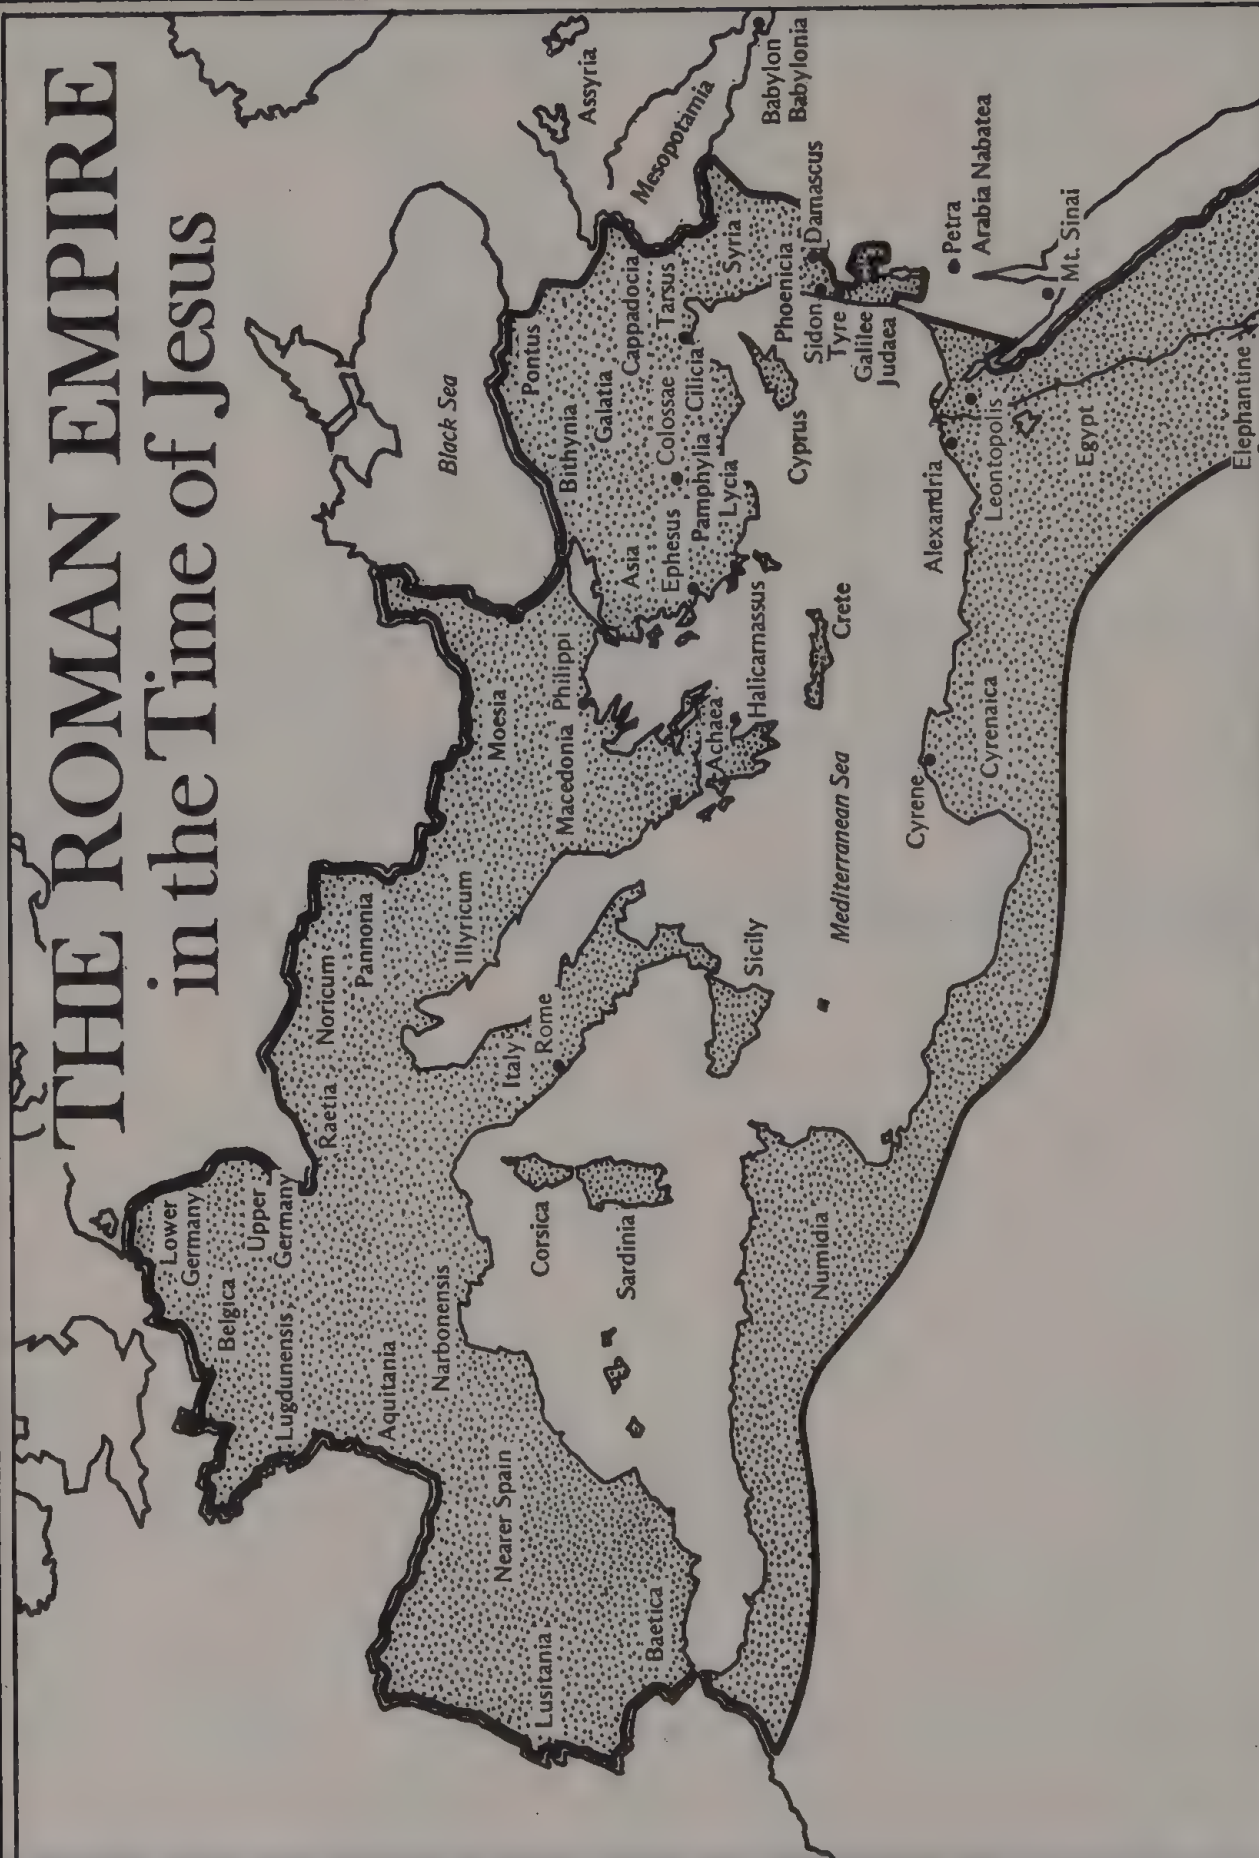 THE ROMAN EMPIRE
in the Time of Jesus
Lower
Germany
Belgica
Upper
Germany
Lugdunensis
Aquitania
Narbonensis
Nearer Spain
Lusitania
Baetica
Raetia
Noricum
Pannonia
Illyricum
Italy
Rome
Corsica
Sardinia
Sicily
Numidia
Mediterranean Sea
Moesia
Macedonia
Philippi
Achaea
Halicarnassus
Crete
Cyrene
Cyrenaica
Black Sea
Pontus
Bithynia
Galatia
Cappadocia
Asia
Ephesus
Colossae
Tarsus
Pamphylia
Cilicia
Lycia
Syria
Cyprus
Phoenicia
Damascus
Sidon
Tyre
Galilee
Judaea
Assyria
Mesopotamia
Babylon
Babylonia
Petra
Arabia Nabatea
Mt. Sinai
Alexandria
Leontopolis
Egypt
Elephantine